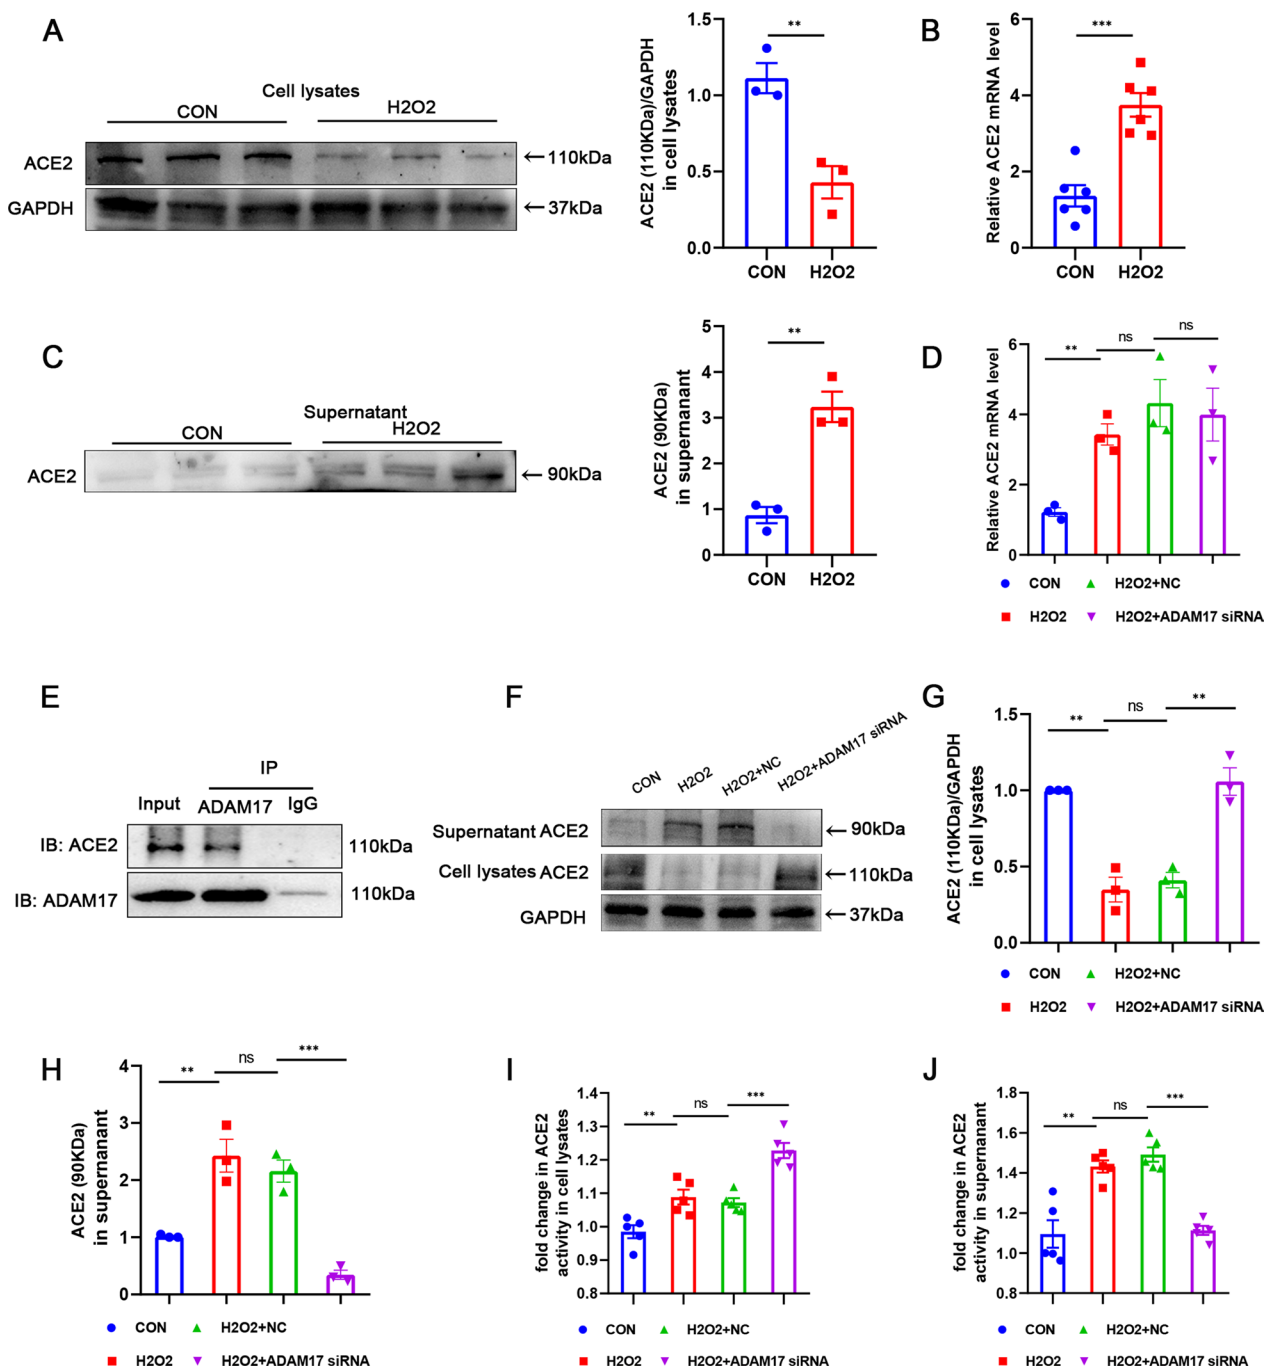 A
Cell lysates
CON
H2O2
ACE2
←110kDa
GAPDH
←37kDa
ACE2 (110KDa)/GAPDH
in cell lysates
1.5
1.0
0.5
0.0
**
CON
H2O2
B
Relative ACE2 mRNA level
6
4
2
0
***
CON
H2O2
C
Supernatant
CON
H2O2
ACE2
←90kDa
ACE2 (90KDa)
in supernanant
5
4
3
2
1
0
**
CON
H2O2
D
Relative ACE2 mRNA level
6
4
2
0
**
ns
ns
CON
H2O2+NC
H2O2
H2O2+ADAM17 siRNA
E
IP
Input
ADAM17
IgG
IB: ACE2
110kDa
IB: ADAM17
110kDa
F
CON
H2O2
H2O2+NC
H2O2+ADAM17 siRNA
Supernatant ACE2
←90kDa
Cell lysates ACE2
←110kDa
GAPDH
←37kDa
G
ACE2 (110KDa)/GAPDH
in cell lysates
1.5
1.0
0.5
0.0
**
ns
**
CON
H2O2+NC
H2O2
H2O2+ADAM17 siRNA
H
ACE2 (90KDa)
in supernanant
4
3
2
1
0
**
ns
***
CON
H2O2+NC
H2O2
H2O2+ADAM17 siRNA
I
fold change in ACE2
activity in cell lysates
1.4
1.3
1.2
1.1
1.0
0.9
0.8
**
ns
***
CON
H2O2+NC
H2O2
H2O2+ADAM17 siRNA
J
fold change in ACE2
activity in supernanant
1.8
1.6
1.4
1.2
1.0
0.8
**
ns
***
CON
H2O2+NC
H2O2
H2O2+ADAM17 siRNA